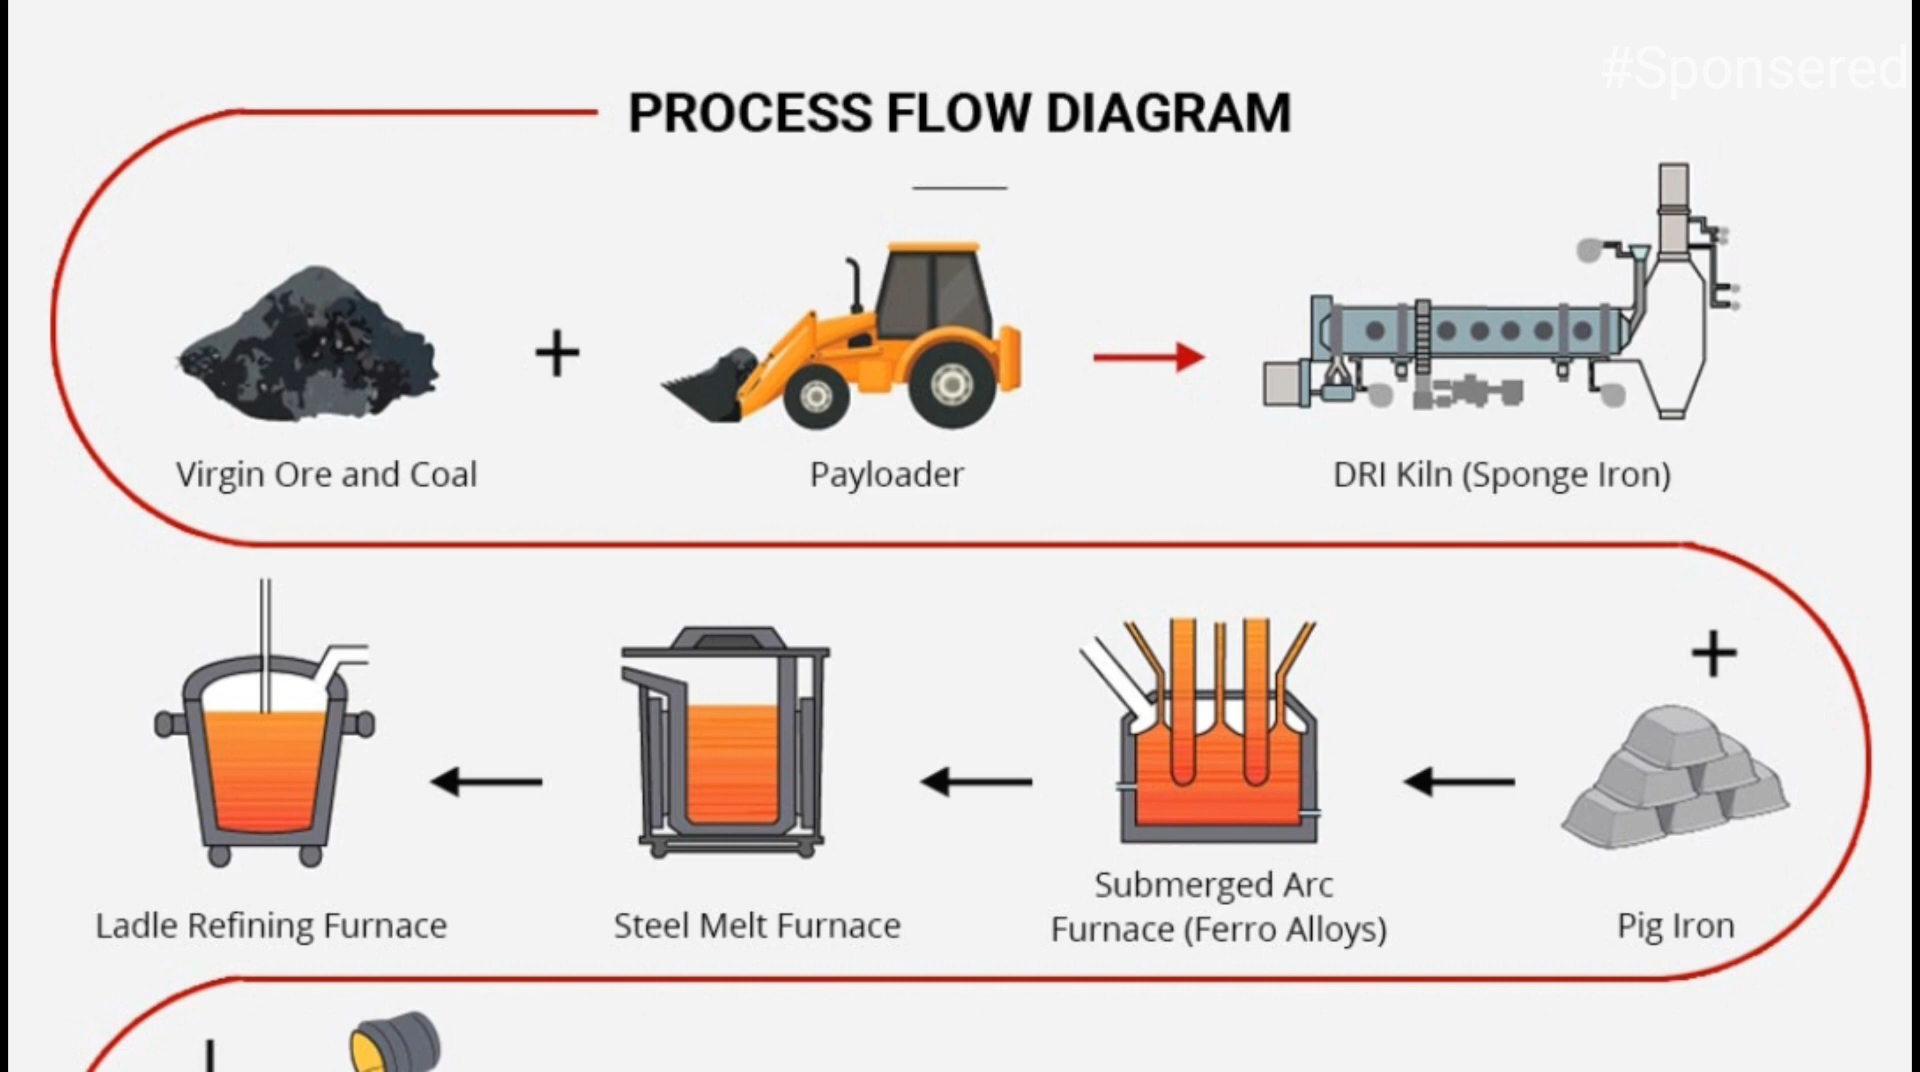 #Sponsered
PROCESS FLOW DIAGRAM
Virgin Ore and Coal
Payloader
DRI Kiln (Sponge Iron)
Ladle Refining Furnace
Steel Melt Furnace
Submerged Arc
Furnace (Ferro Alloys)
Pig Iron